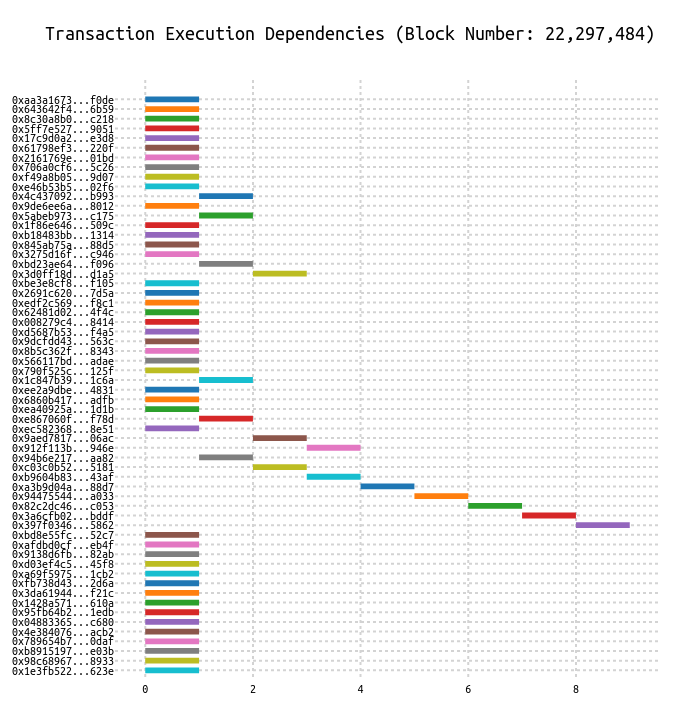 Transaction Execution Dependencies (Block Number: 22,297,484)
0xaa3a1673...f0de
0x643642f4...6b59
0x8c30a8b0...c218
0x5ff7e527...9051
0x17c9d0a2...e3d8
0x61798ef3...220f
0x2161769e...01bd
0x706a0cf6...5c26
0xf49a8b05...9d07
0xe46b53b5...02f6
0x4c437092...b993
0x9de6ee6a...8012
0x5abeb973...c175
0x1f86e646...509c
0xb18483bb...1314
0x845ab75a...88d5
0x3275d16f...c946
0xbd23ae64...f096
0x3d0ff18d...d1a5
0xbe3e8cf8...f105
0x2691c620...7d5a
0xedf2c569...f8c1
0x62481d02...4f4c
0x008279c4...8414
0xd5687b53...f4a5
0x9dcfdd43...563c
0x8b5c362f...8343
0x566117bd...adae
0x790f525c...125f
0x1c847b39...1c6a
0xee2a9dbe...4831
0x6860b417...adfb
0xea40925a...1d1b
0xe867060f...f78d
0xec582368...8e51
0x9aed7817...06ac
0x912f113b...946e
0x94b6e217...aa82
0xc03c0b52...5181
0xb9604b83...43af
0xa3b9d04a...88d7
0x94475544...a033
0x82c2dc46...c053
0x3a6cfb02...bddf
0x397f0346...5862
0xbd8e55fc...52c7
0xafdbd0cf...eb4f
0x9138d6fb...82ab
0xd03ef4c5...45f8
0xa69f5975...1cb2
0xfb738d43...2d6a
0x3da61944...f21c
0x1428a571...610a
0x95fb64b2...1edb
0x04883365...c680
0x4e384076...acb2
0x789654b7...0daf
0xb8915197...e03b
0x98c68967...8933
0x1e3fb522...623e
0 2 4 6 8